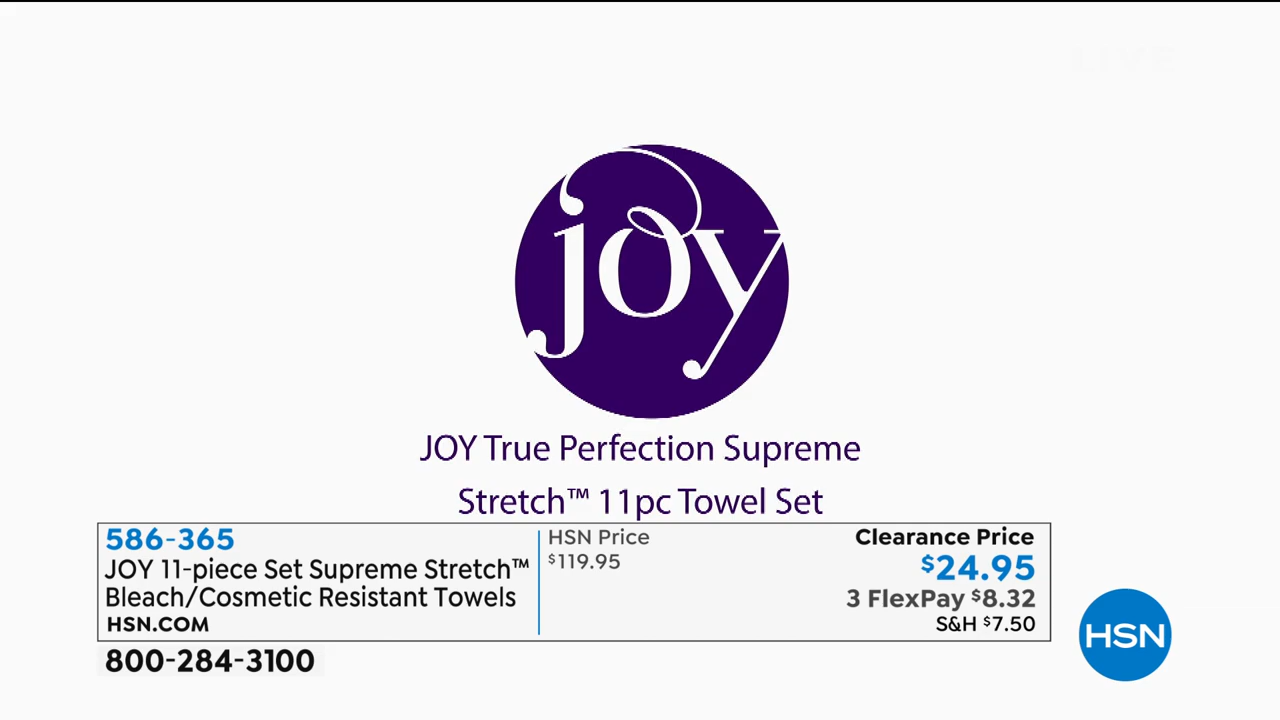 LIVE
joy
JOY True Perfection Supreme
Stretch™ 11pc Towel Set
586-365
JOY 11-piece Set Supreme Stretch™
Bleach/Cosmetic Resistant Towels
HSN.COM
HSN Price
$119.95
Clearance Price
$24.95
3 FlexPay $8.32
S&H $7.50
800-284-3100
HSN